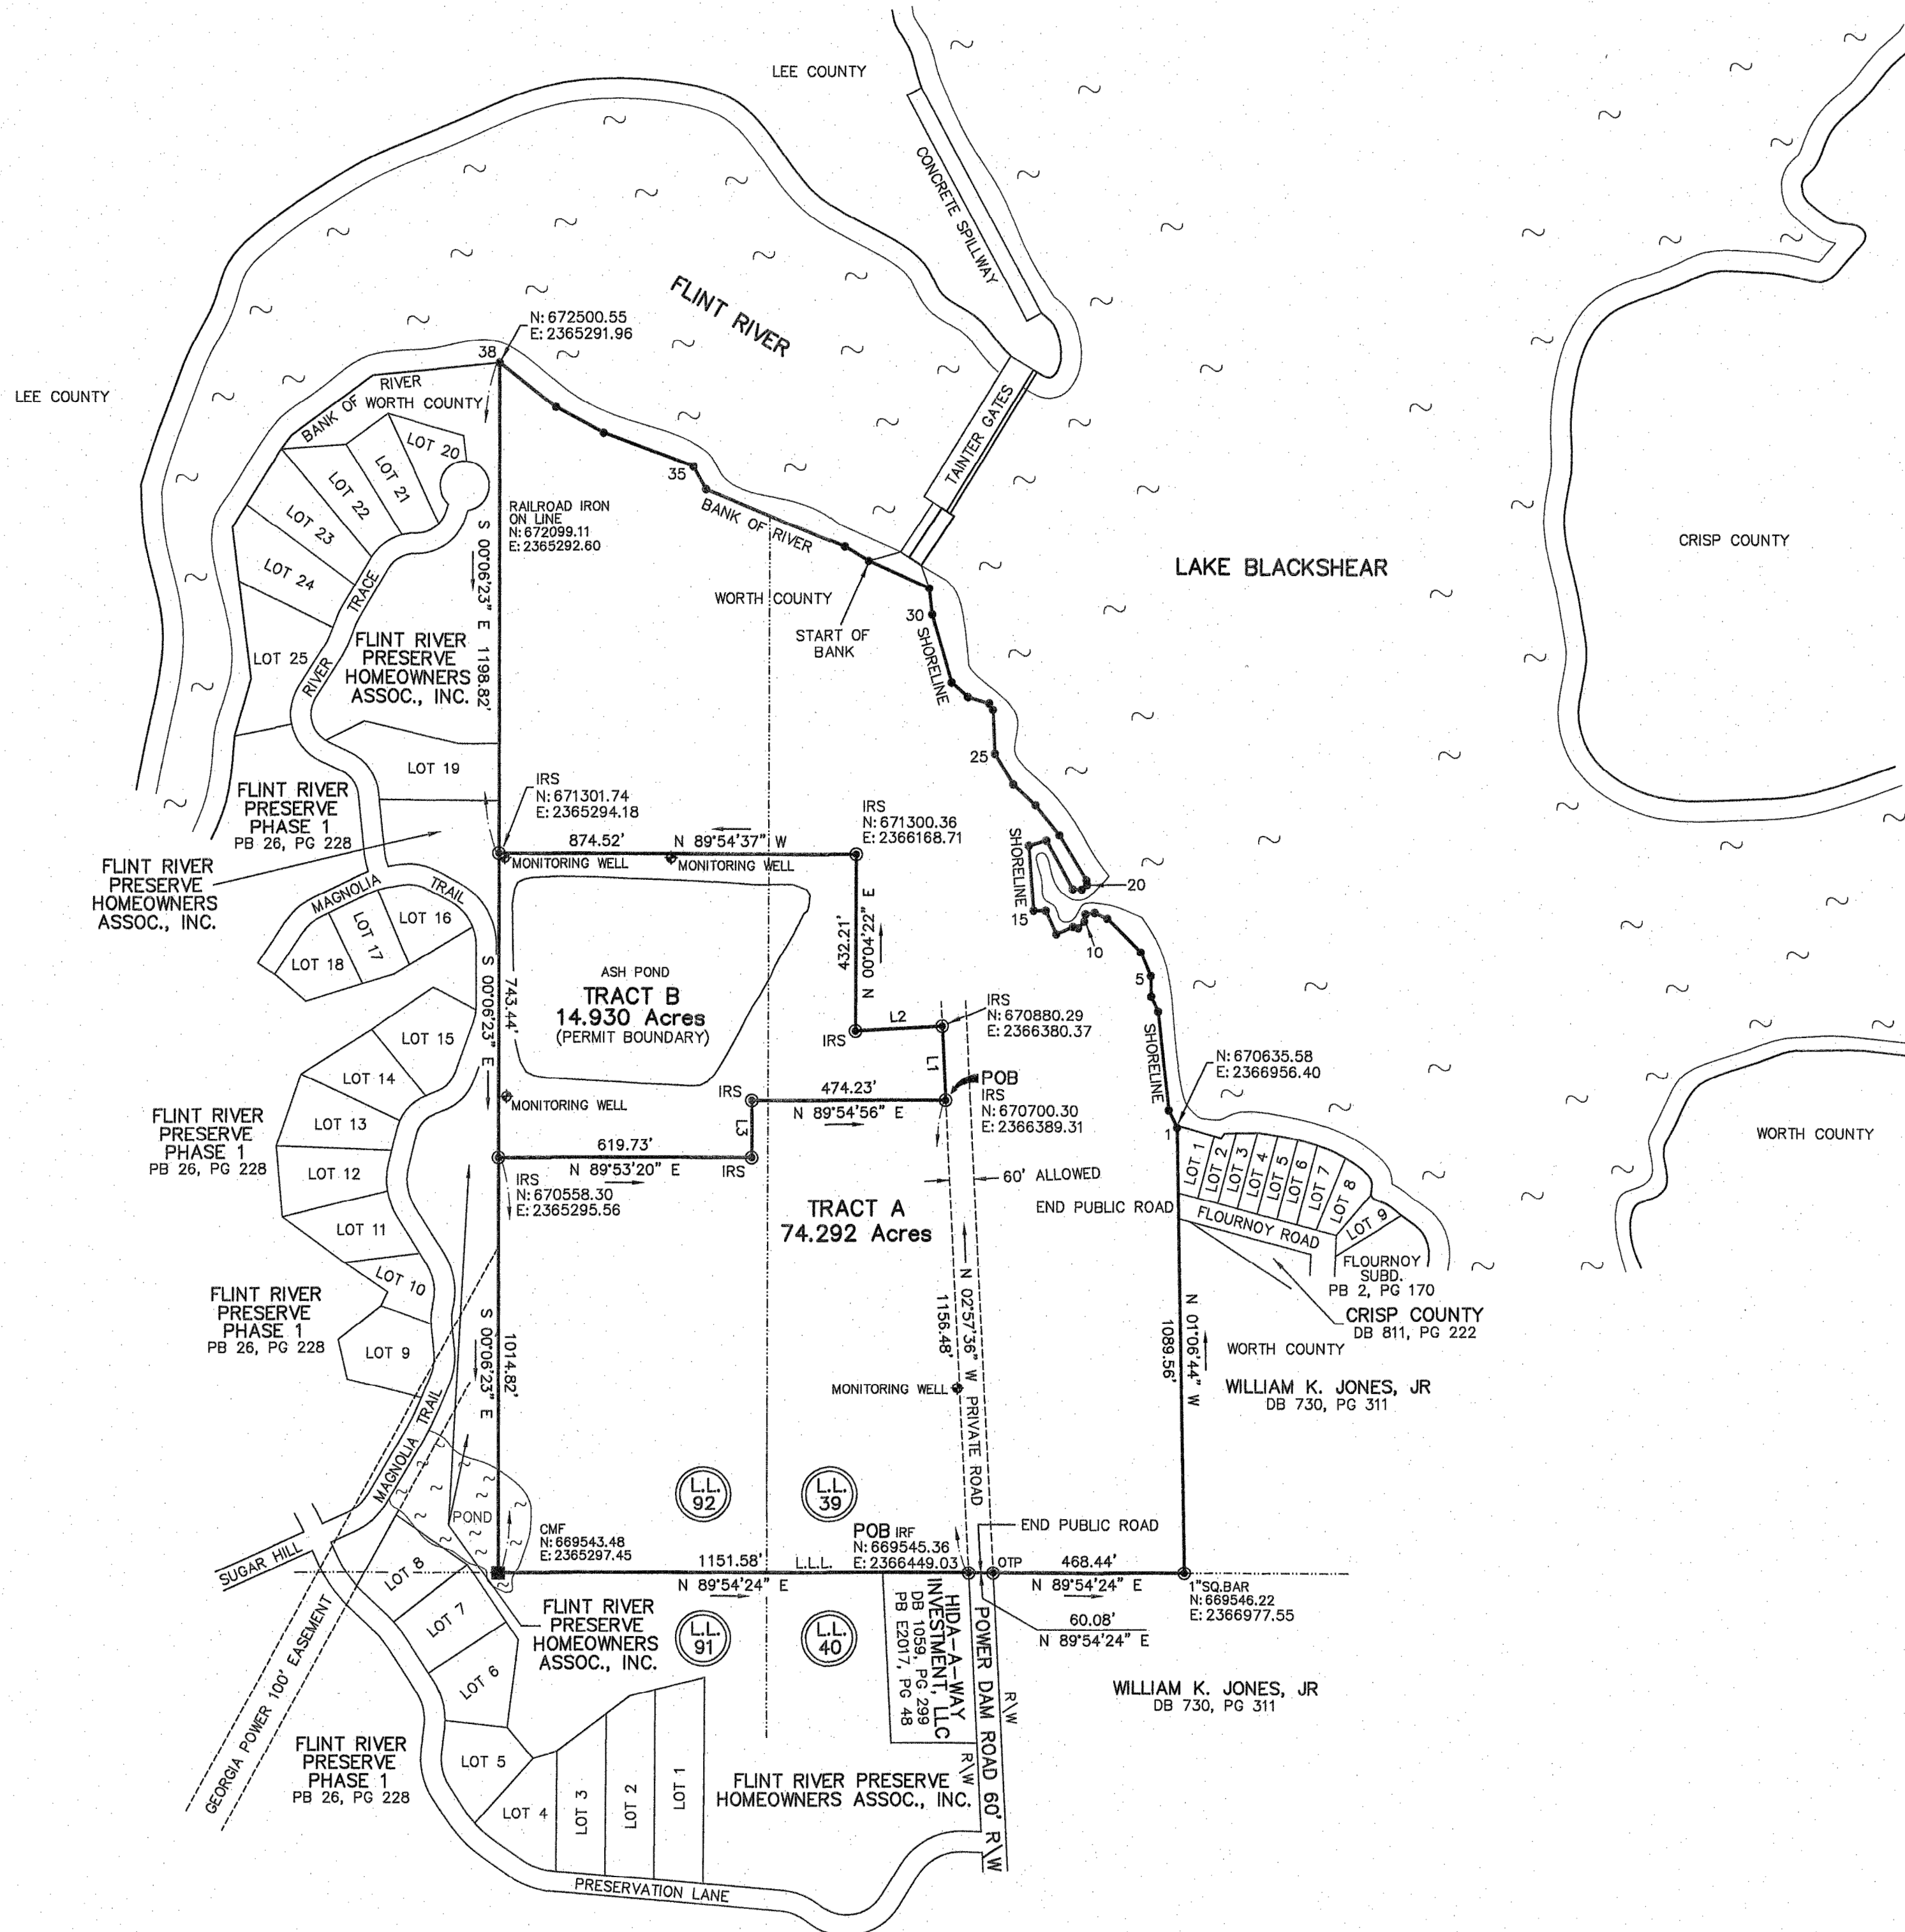 LEE COUNTY
CONCRETE SPILLWAY
FLINT RIVER
N: 672500.55
E: 2365291.96
38
LEE COUNTY
RIVER
BANK OF
WORTH COUNTY
TAINTER GATES
LOT 20
LOT 21
LOT 22
LOT 23
LOT 24
LOT 25
35
BANK OF RIVER
RAILROAD IRON
ON LINE
N: 672099.11
E: 2365292.60
S 00°06'23" E 1198.82'
CRISP COUNTY
LAKE BLACKSHEAR
WORTH COUNTY
START OF
BANK
30
SHORELINE
RIVER TRACE
FLINT RIVER
PRESERVE
HOMEOWNERS
ASSOC., INC.
25
LOT 19
FLINT RIVER
PRESERVE
PHASE 1
PB 26, PG 228
IRS
N: 671301.74
E: 2365294.18
IRS
N: 671300.36
E: 2366168.71
874.52'
N 89°54'37" W
MONITORING WELL
MONITORING WELL
FLINT RIVER
PRESERVE
HOMEOWNERS
ASSOC., INC.
MAGNOLIA TRAIL
LOT 16
LOT 17
LOT 18
SHORELINE
20
15
10
5
432.21'
N 00°04'22" E
ASH POND
TRACT B
14.930 Acres
(PERMIT BOUNDARY)
743.44'
S 00°06'23" E
L2
IRS
IRS
N: 670880.29
E: 2366380.37
L1
SHORELINE
LOT 15
LOT 14
LOT 13
LOT 12
LOT 11
LOT 10
LOT 9
N: 670635.58
E: 2366956.40
1
POB
IRS
N: 670700.30
E: 2366389.31
IRS
474.23'
N 89°54'56" E
MONITORING WELL
L3
619.73'
N 89°53'20" E
IRS
IRS
N: 670558.30
E: 2365295.56
FLINT RIVER
PRESERVE
PHASE 1
PB 26, PG 228
WORTH COUNTY
60' ALLOWED
END PUBLIC ROAD
TRACT A
74.292 Acres
LOT 1
LOT 2
LOT 3
LOT 4
LOT 5
LOT 6
LOT 7
LOT 8
LOT 9
FLOURNOY ROAD
FLOURNOY
SUBD.
PB 2, PG 170
CRISP COUNTY
DB 811, PG 222
WORTH COUNTY
WILLIAM K. JONES, JR
DB 730, PG 311
N 01°06'44" W
1089.56'
N 02°57'36" W PRIVATE ROAD
1156.48'
MONITORING WELL
FLINT RIVER
PRESERVE
PHASE 1
PB 26, PG 228
S 00°06'23" E
1014.82'
MAGNOLIA TRAIL
L.L.
92
L.L.
39
POND
CMF
N: 669543.48
E: 2365297.45
POB IRF
N: 669545.36
E: 2366449.03
END PUBLIC ROAD
SUGAR HILL
1151.58'
L.L.L.
N 89°54'24" E
OTP
468.44'
N 89°54'24" E
1"SQ.BAR
N: 669546.22
E: 2366977.55
60.08'
N 89°54'24" E
LOT 8
LOT 7
LOT 6
FLINT RIVER
PRESERVE
HOMEOWNERS
ASSOC., INC.
L.L.
91
L.L.
40
HIDA-A-WAY
INVESTMENT, LLC
DB 1059, PG 299
PB E2017, PG 48
POWER DAM ROAD 60' R\W
R\W
R\W
WILLIAM K. JONES, JR
DB 730, PG 311
GEORGIA POWER 100' EASEMENT
FLINT RIVER
PRESERVE
PHASE 1
PB 26, PG 228
LOT 5
LOT 4
LOT 3
LOT 2
LOT 1
FLINT RIVER PRESERVE
HOMEOWNERS ASSOC., INC.
PRESERVATION LANE